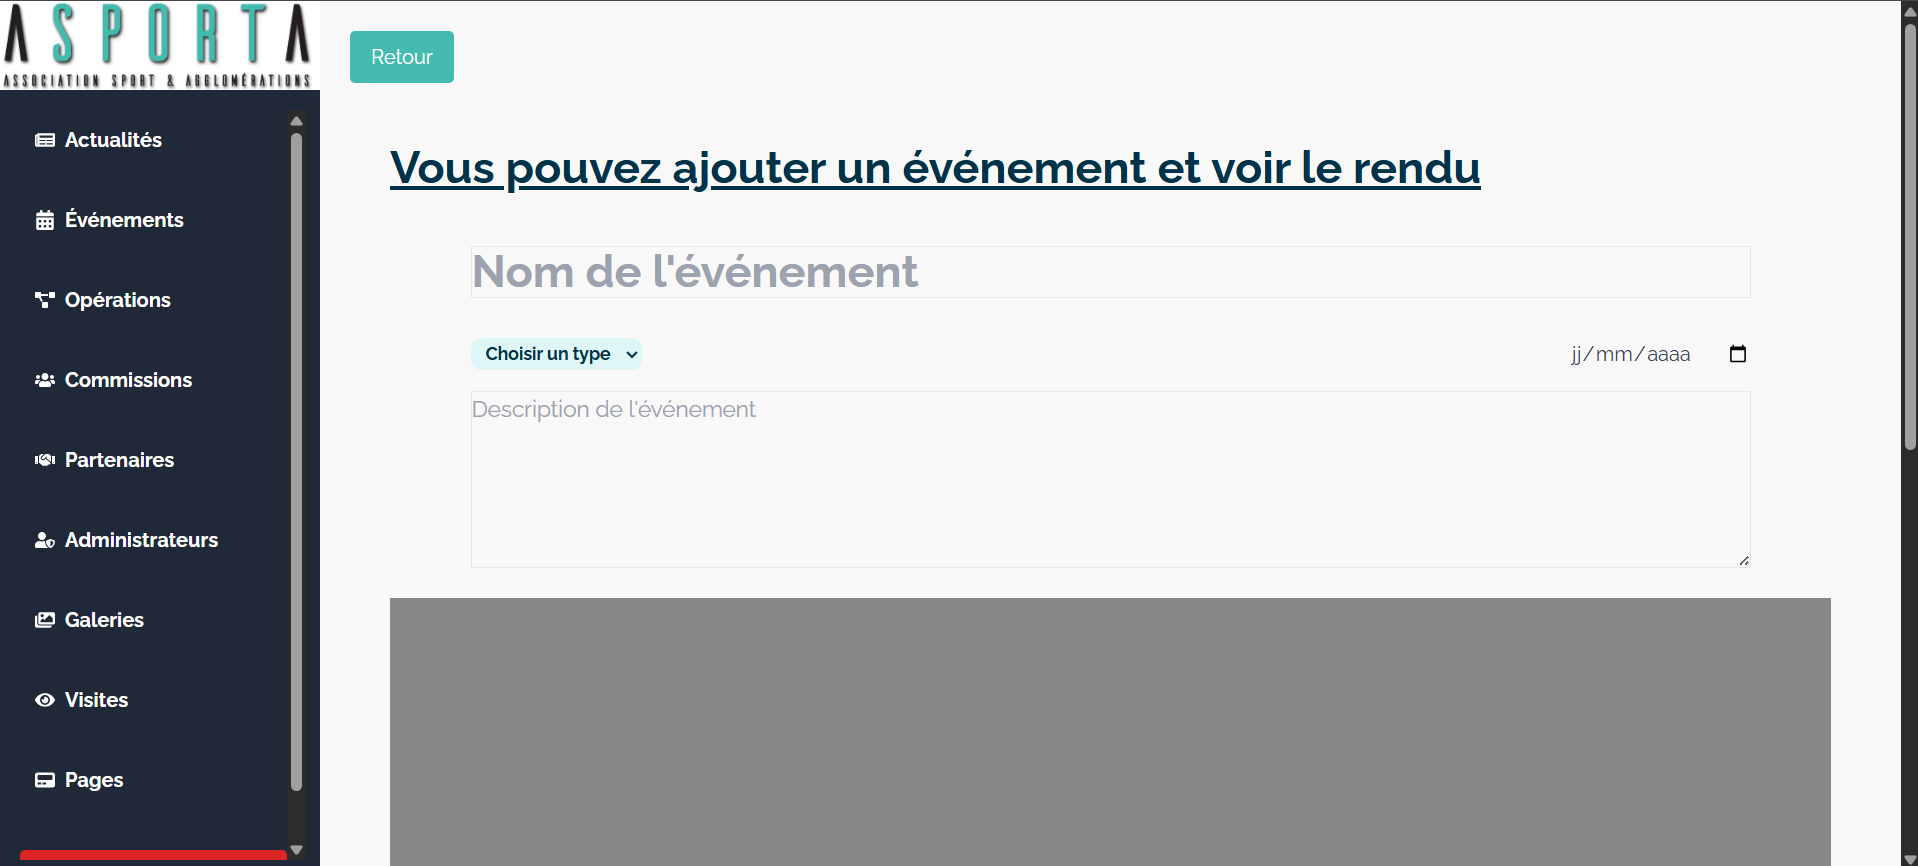 ASPORTA
ASSOCIATION SPORT & AGGLOMÉRATIONS
Actualités
Événements
Opérations
Commissions
Partenaires
Administrateurs
Galeries
Visites
Pages
Retour
Vous pouvez ajouter un événement et voir le rendu
Nom de l'événement
Choisir un type
jj/mm/aaaa
Description de l'événement